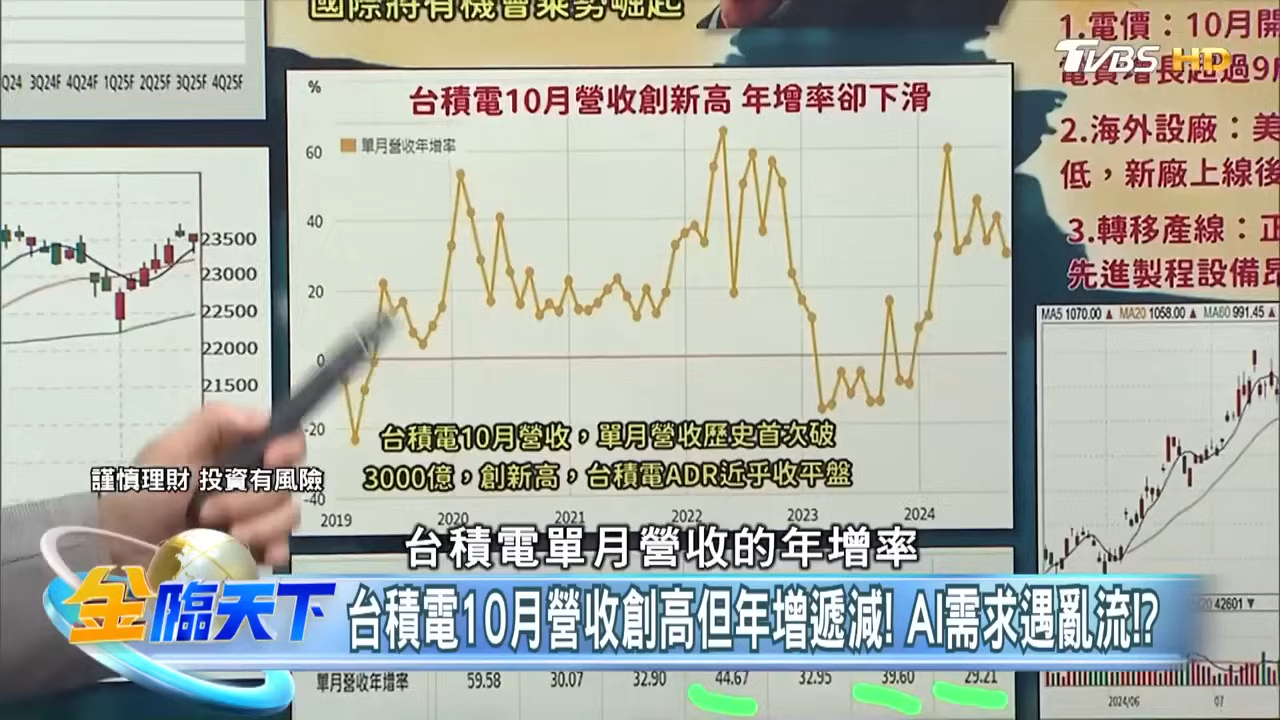 國際將有機會乘勢崛起
1.電價：10月開
電費增長超過9
TVBS HD
2.海外設廠：美
低，新廠上線後
3.轉移產線：正
先進製程設備昂
Q24 3Q24F 4Q24F 1Q25F 2Q25F 3Q25F 4Q25F
23500
23000
22500
22000
21500
%
台積電10月營收創新高 年增率卻下滑
單月營收年增率
60
40
20
0
-20
-40
2019 2020 2021 2022 2023 2024
台積電10月營收，單月營收歷史首次破
3000億，創新高，台積電ADR近乎收平盤
謹慎理財 投資有風險
MA5 1070.00 ▲ MA20 1058.00 ▲ MA60 991.45 ▲
台積電單月營收的年增率
金臨天下
台積電10月營收創高但年增遞減! AI需求遇亂流!?
20 42601▼
單月營收年增率 59.58 30.07 32.90 44.67 32.95 39.60 29.21
2024/06 07